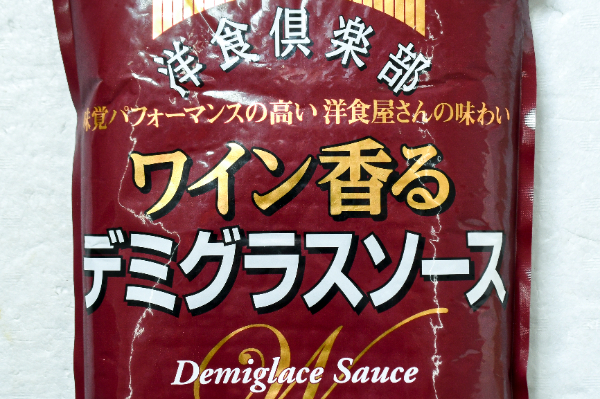 洋食倶楽部
味覚パフォーマンスの高い 洋食屋さんの味わい
ワイン香る
デミグラスソース
W
Demiglace Sauce